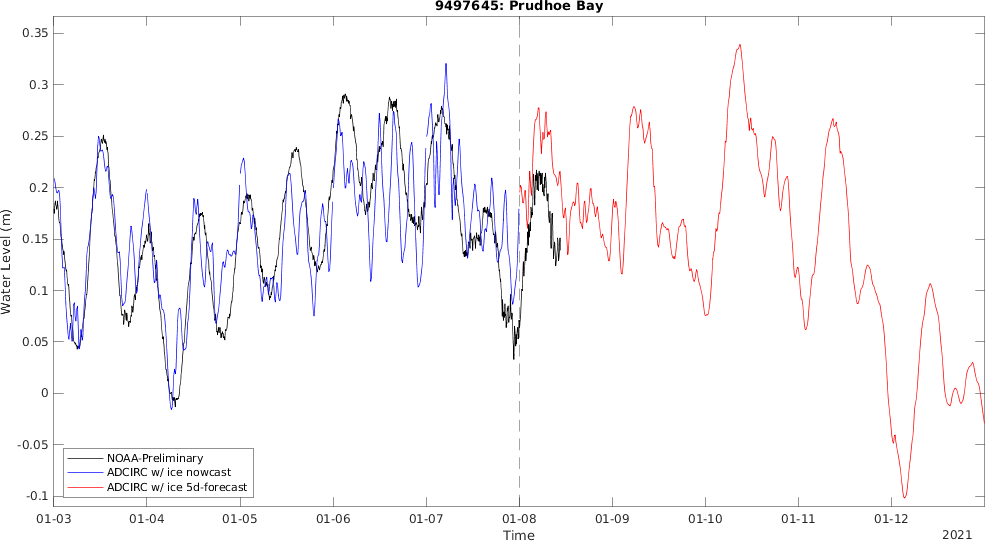 9497645: Prudhoe Bay
Water Level (m)
0.35
0.3
0.25
0.2
0.15
0.1
0.05
0
-0.05
-0.1
NOAA-Preliminary
ADCIRC w/ ice nowcast
ADCIRC w/ ice 5d-forecast
01-03 01-04 01-05 01-06 01-07 01-08 01-09 01-10 01-11 01-12
Time
2021